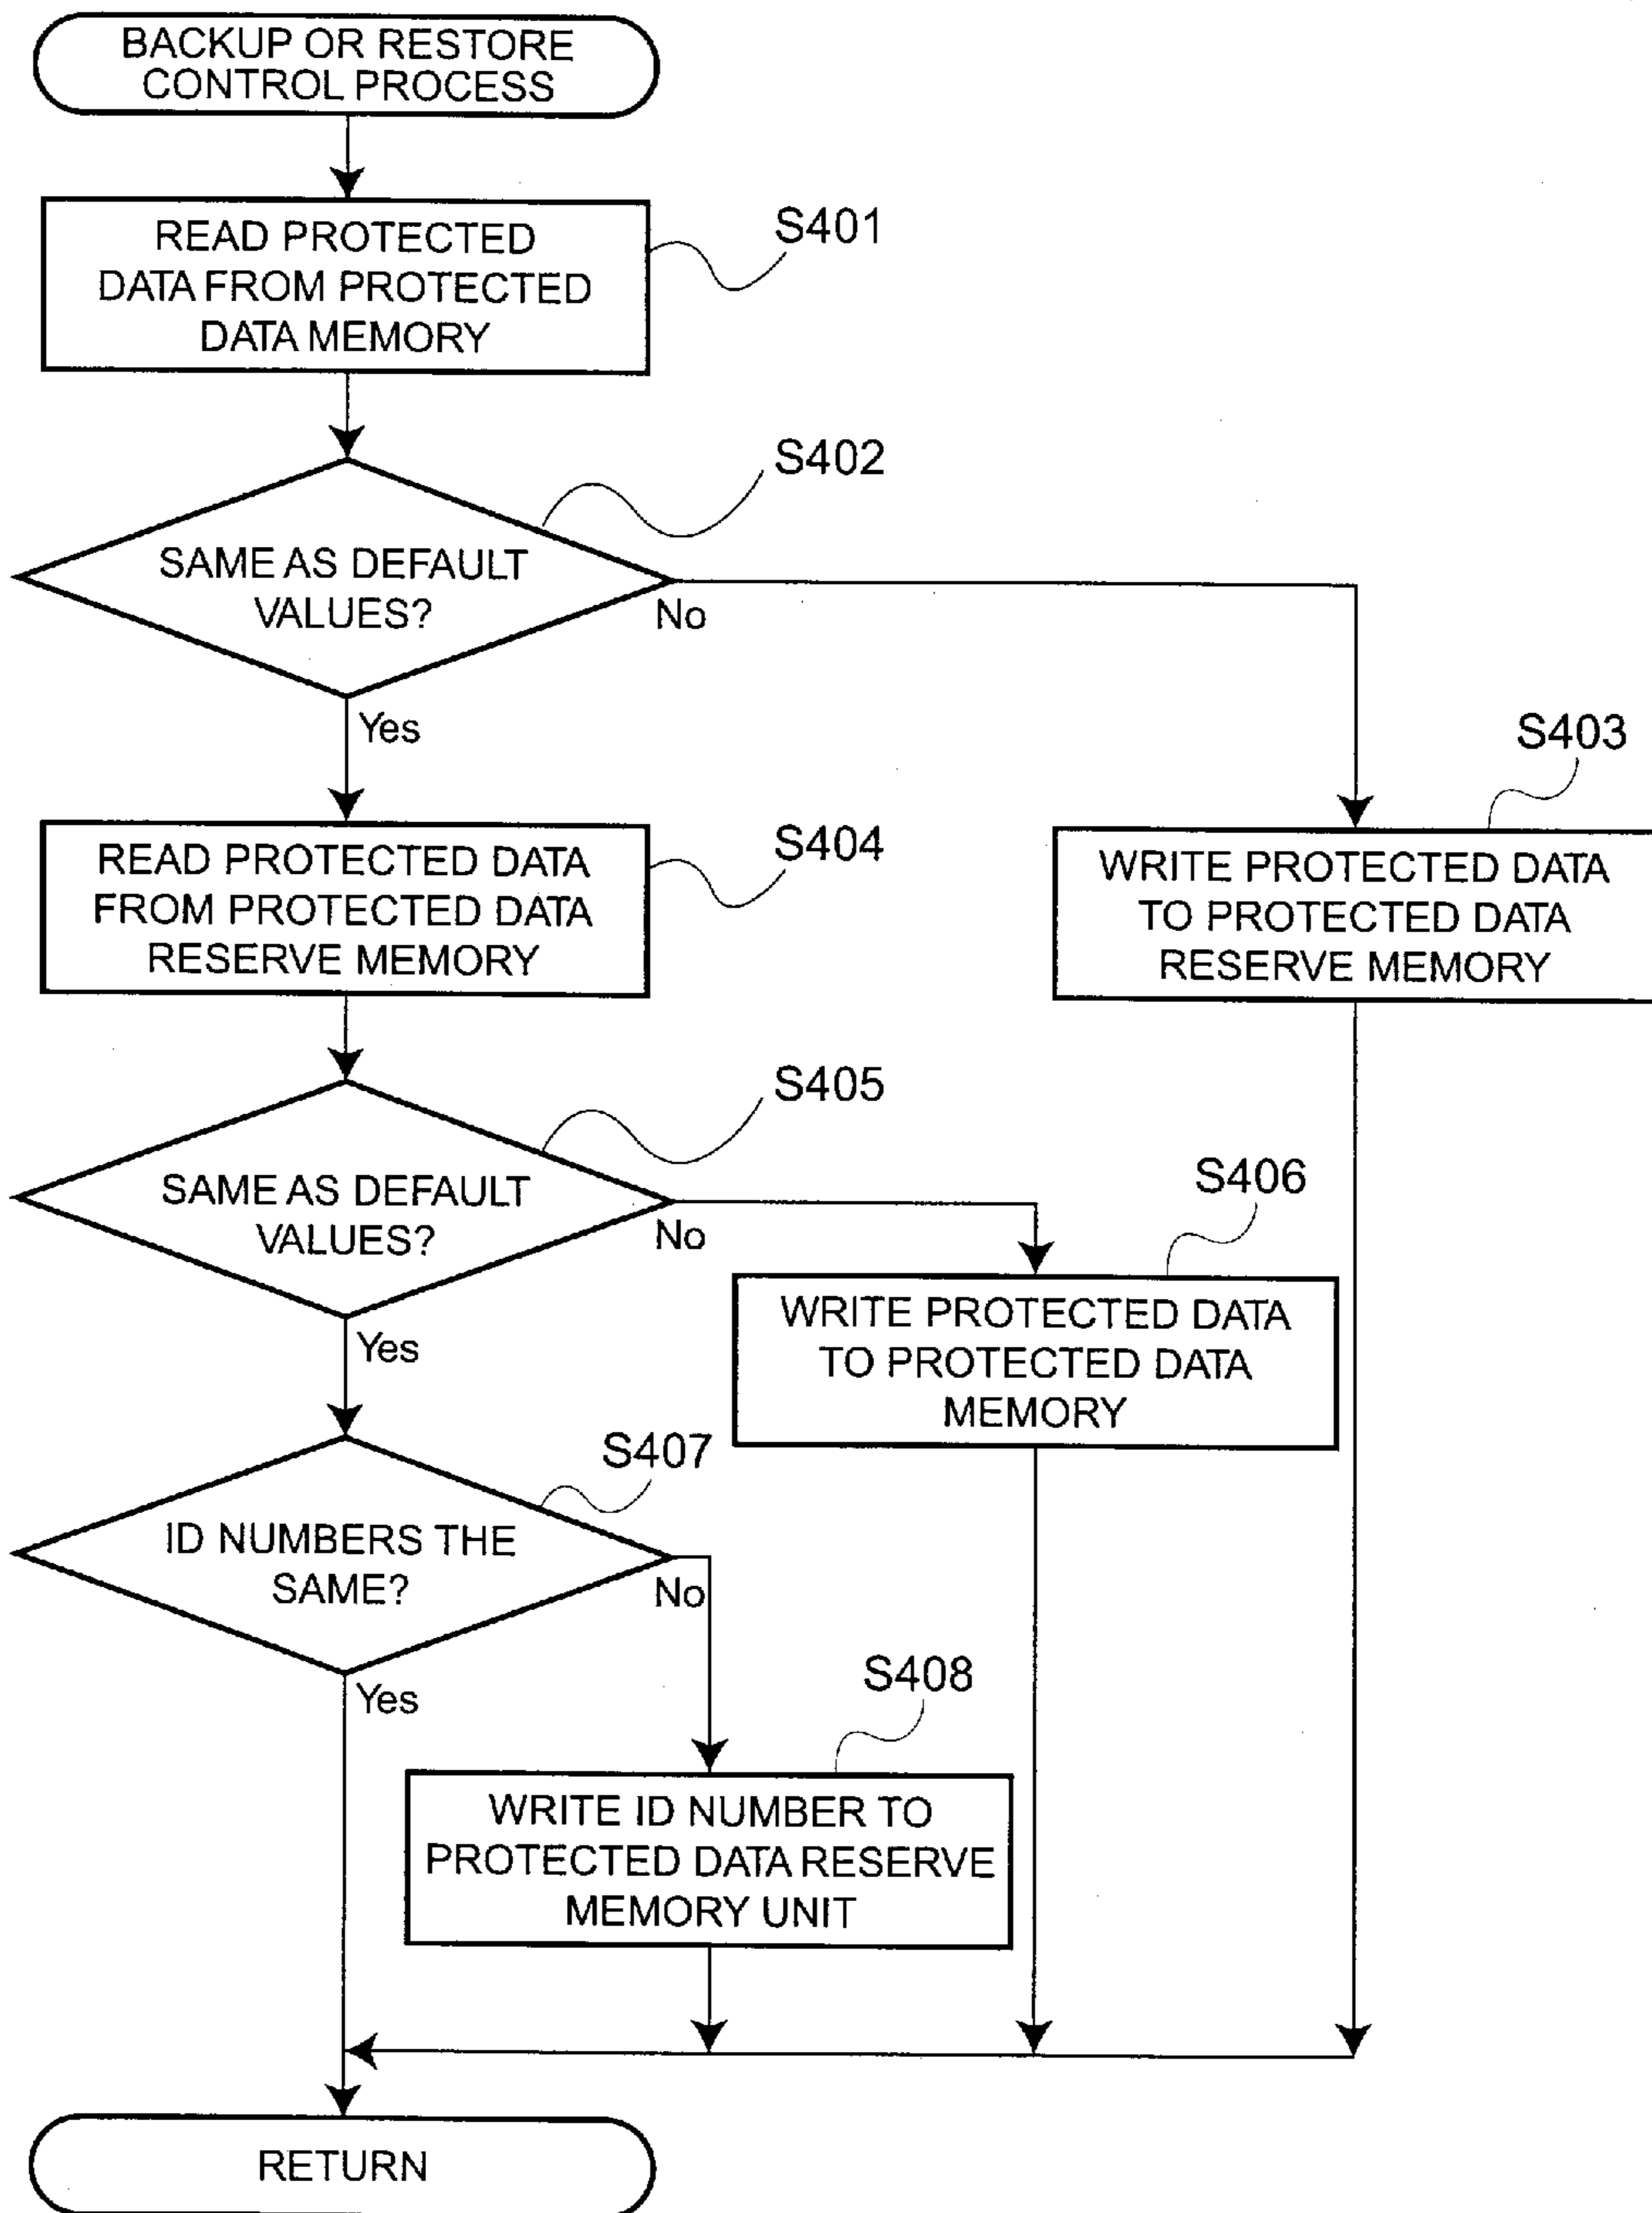 BACKUP OR RESTORE
CONTROL PROCESS
READ PROTECTED
DATA FROM PROTECTED
DATA MEMORY
S401
S402
SAME AS DEFAULT
VALUES?
No
Yes
S403
WRITE PROTECTED DATA
TO PROTECTED DATA
RESERVE MEMORY
S404
READ PROTECTED DATA
FROM PROTECTED DATA
RESERVE MEMORY
S405
SAME AS DEFAULT
VALUES?
No
Yes
S406
WRITE PROTECTED DATA
TO PROTECTED DATA
MEMORY
S407
ID NUMBERS THE
SAME?
No
Yes
S408
WRITE ID NUMBER TO
PROTECTED DATA RESERVE
MEMORY UNIT
RETURN